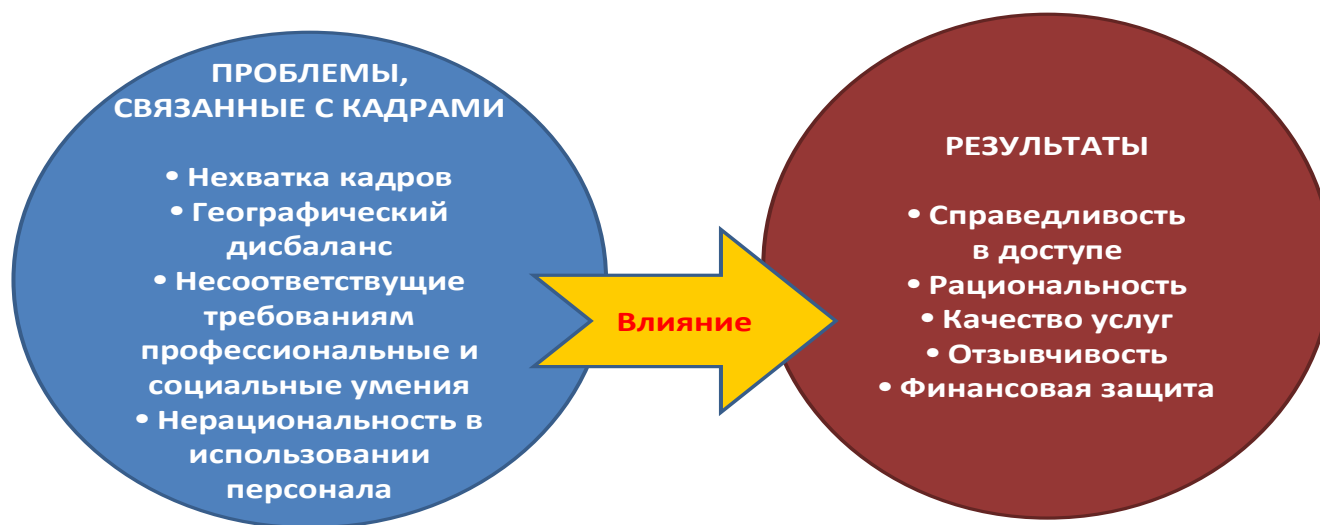 ПРОБЛЕМЫ,
СВЯЗАННЫЕ С КАДРАМИ
• Нехватка кадров
• Географический
дисбаланс
• Несоответствущие
требованиям
профессиональные и
социальные умения
• Нерациональность в
использовании
персонала
Влияние
РЕЗУЛЬТАТЫ
• Справедливость
в доступе
• Рациональность
• Качество услуг
• Отзывчивость
• Финансовая защита